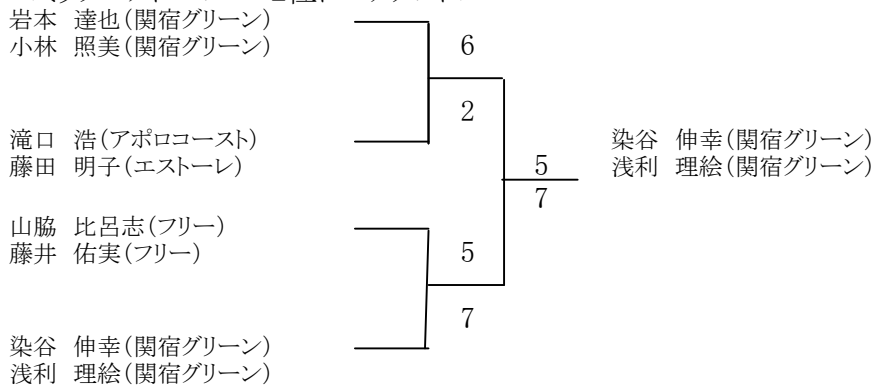 岩本 達也(関宿グリーン)
小林 照美(関宿グリーン)
6
2
滝口 浩(アポロコースト)
藤田 明子(エストーレ)
染谷 伸幸(関宿グリーン)
浅利 理絵(関宿グリーン)
5
7
山脇 比呂志(フリー)
藤井 佑実(フリー)
5
7
染谷 伸幸(関宿グリーン)
浅利 理絵(関宿グリーン)